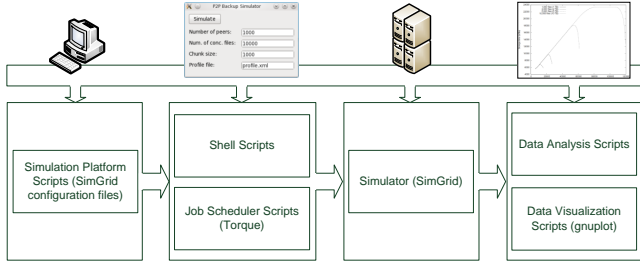 P2P Backup Simulator
Simulate
Number of peers: 1000
Num. of conc. files: 10000
Chunk size: 1000
Profile file: profile.xml
Simulation Platform
Scripts (SimGrid
configuration files)
Shell Scripts
Job Scheduler Scripts
(Torque)
Simulator (SimGrid)
Data Analysis Scripts
Data Visualization
Scripts (gnuplot)